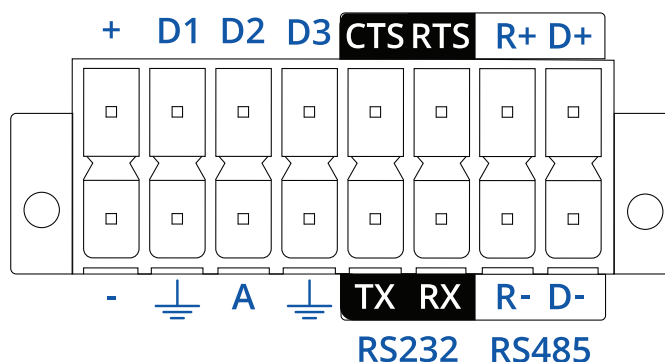 + D1 D2 D3 CTS RTS R+ D+
- A TX RX R- D-
RS232 RS485